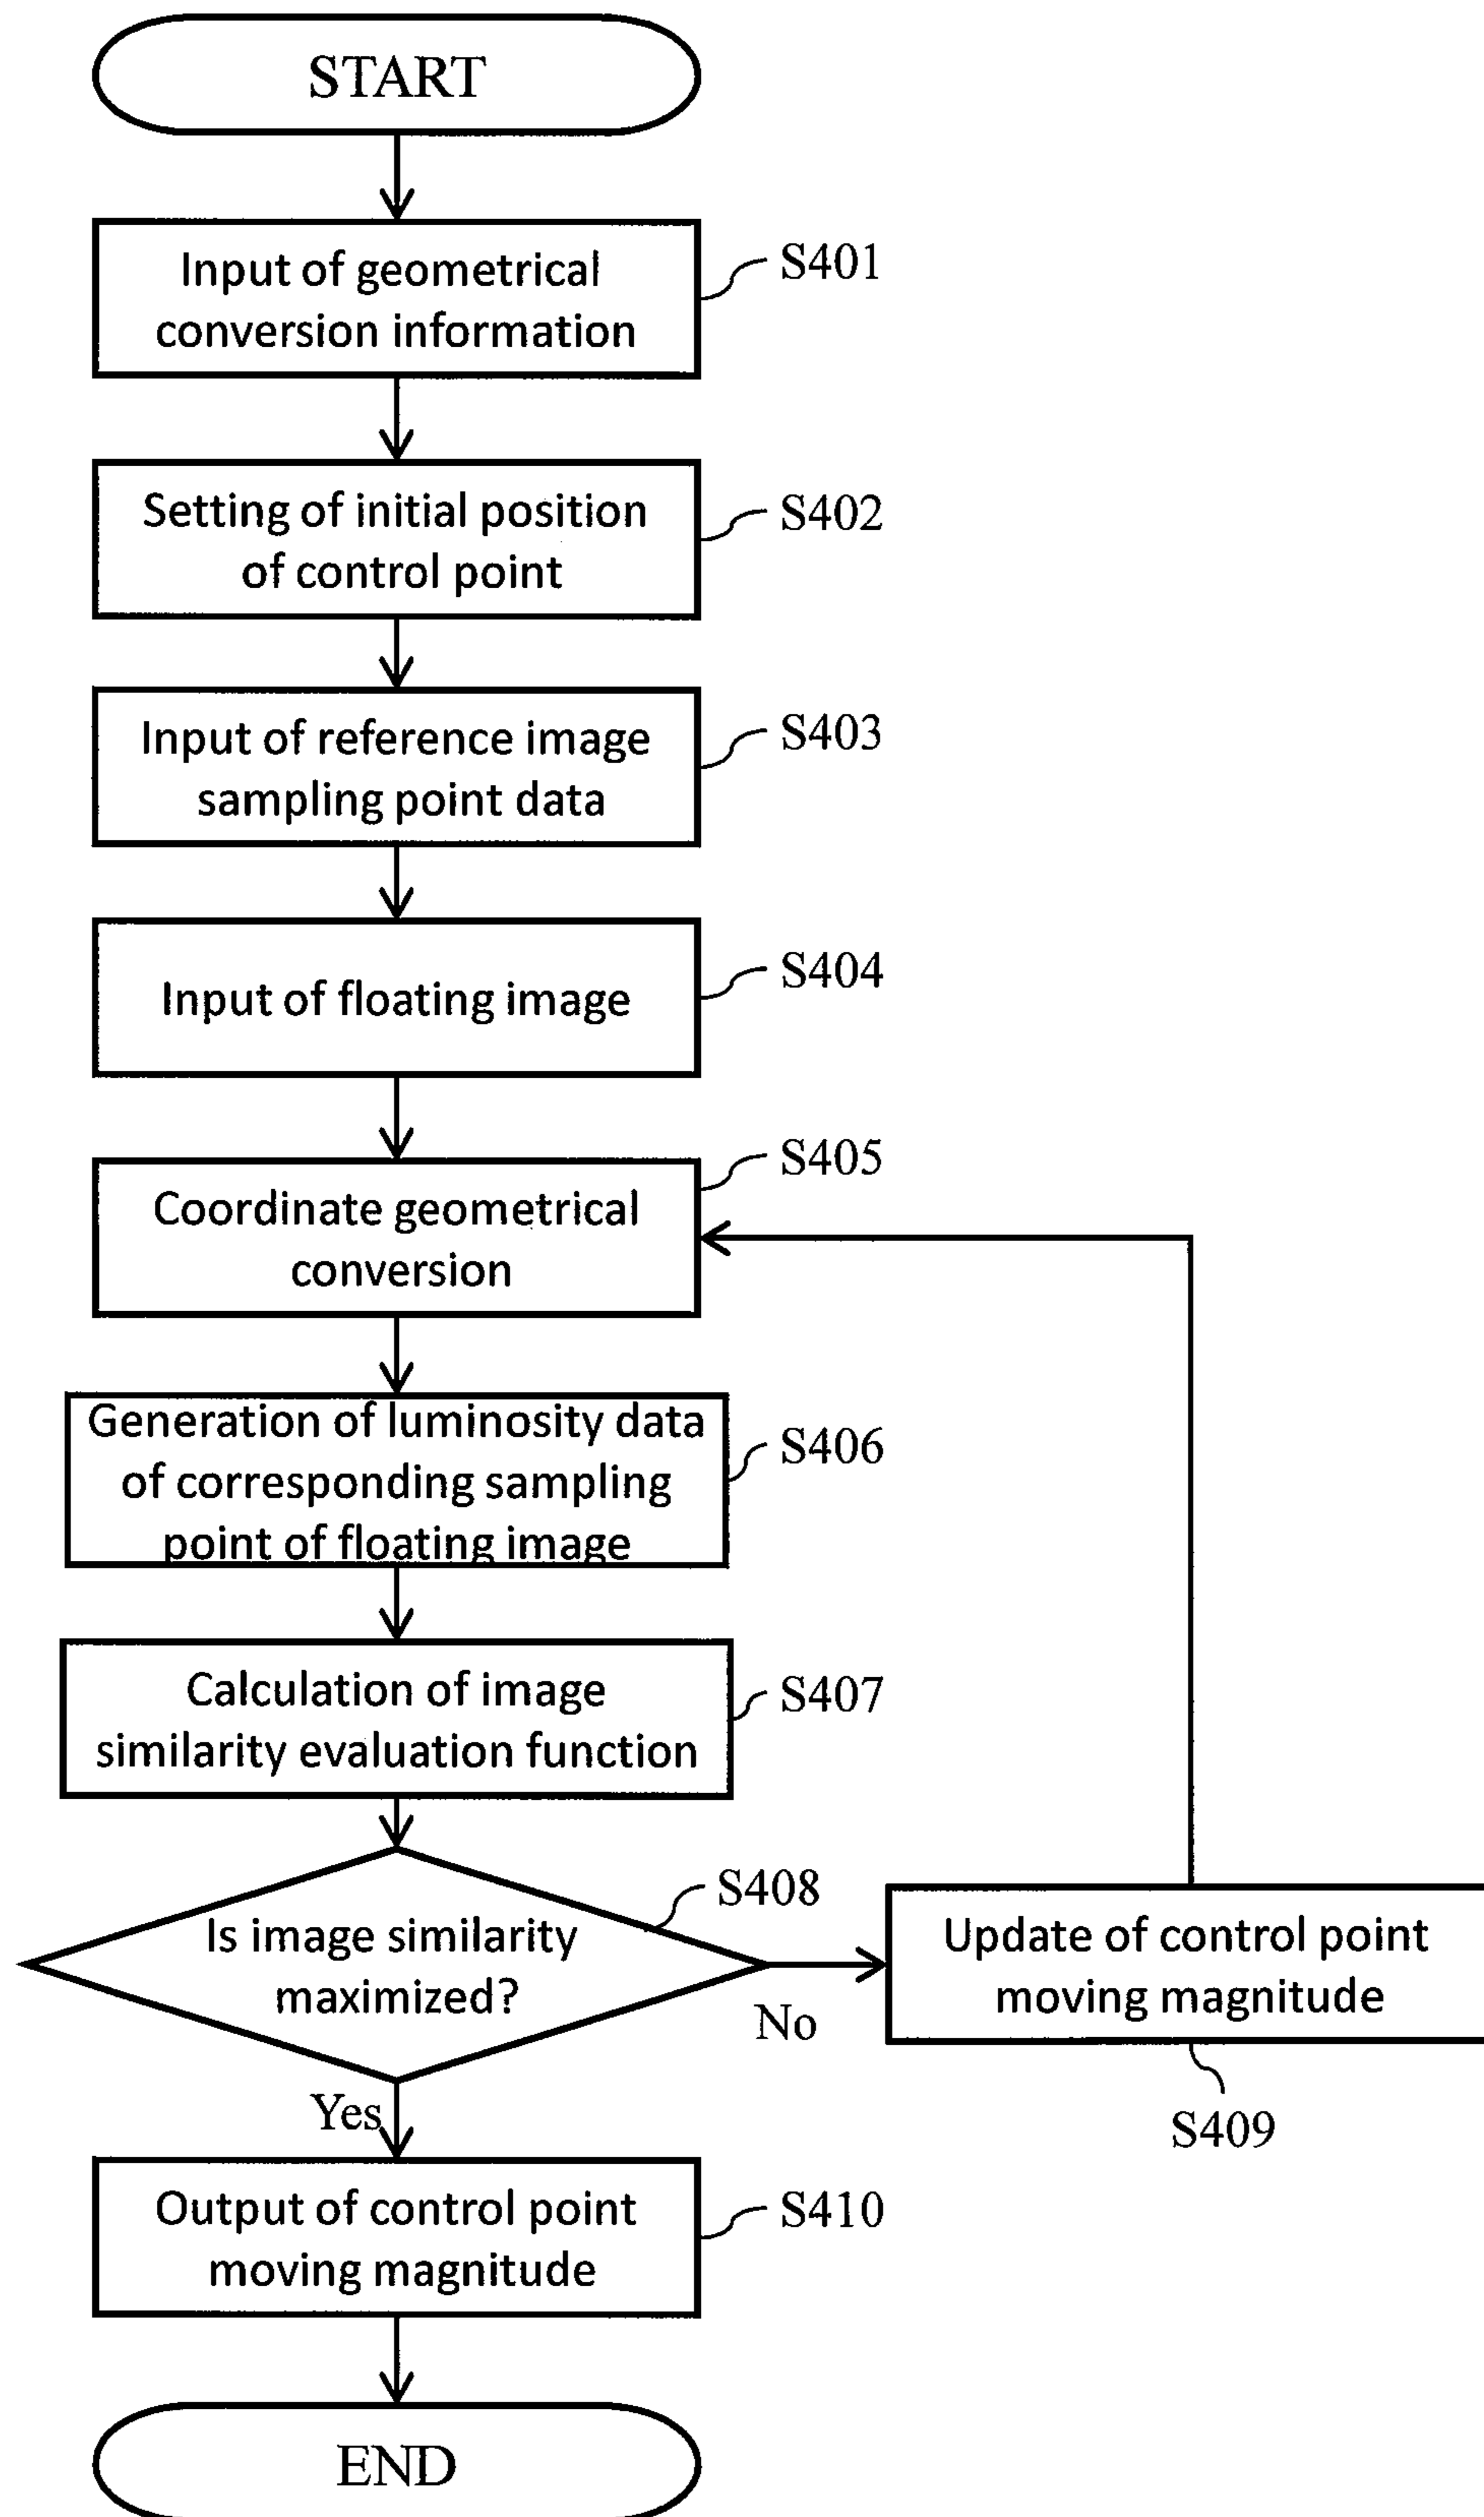 START
Input of geometrical
conversion information
S401
Setting of initial position
of control point
S402
Input of reference image
sampling point data
S403
Input of floating image
S404
Coordinate geometrical
conversion
S405
Generation of luminosity data
of corresponding sampling
point of floating image
S406
Calculation of image
similarity evaluation function
S407
Is image similarity
maximized?
S408
No
Update of control point
moving magnitude
S409
Yes
Output of control point
moving magnitude
S410
END